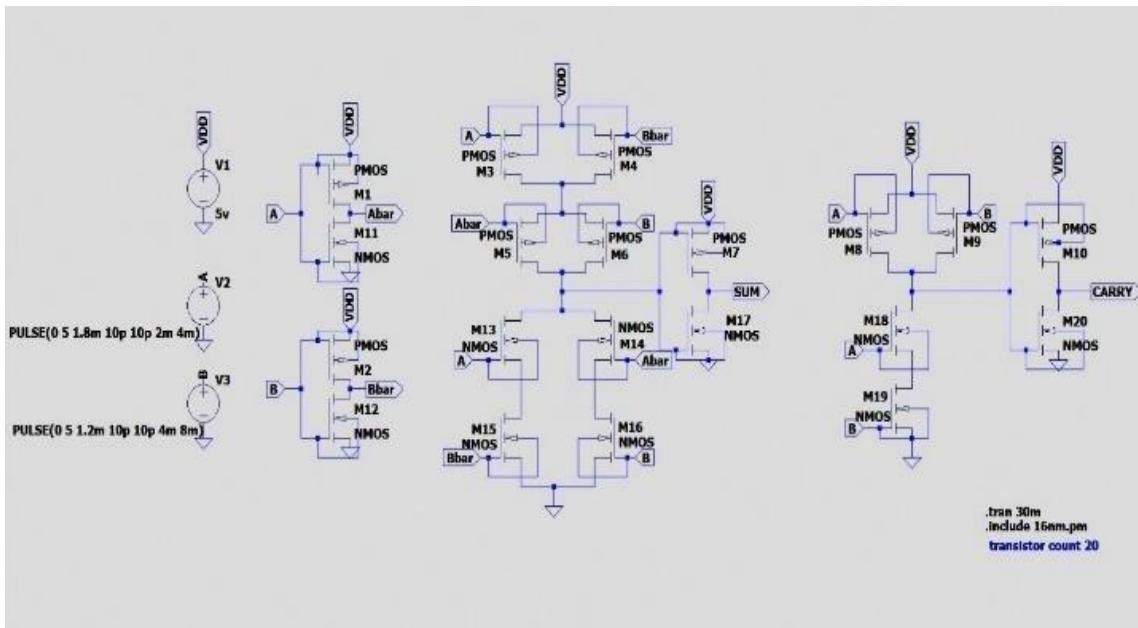 VDD
V1
5v
A
V2
PULSE(0 5 1.8m 10p 10p 2m 4m)
B
V3
PULSE(0 5 1.2m 10p 10p 4m 8m)
VDD
PMOS
M1
A
Abar
M11
NMOS
VDD
PMOS
M2
B
Bbar
M12
NMOS
VDD
A
Bbar
PMOS
PMOS
M3
M4
Abar
B
PMOS
PMOS
M5
M6
VDD
PMOS
M7
SUM
M17
NMOS
M13
NMOS
NMOS
M14
A
Abar
M15
NMOS
M16
NMOS
Bbar
B
VDD
A
B
PMOS
PMOS
M8
M9
VDD
PMOS
M10
CARRY
M18
NMOS
A
M20
NMOS
M19
NMOS
B
.tran 30m
.include 16nm.pm
transistor count 20